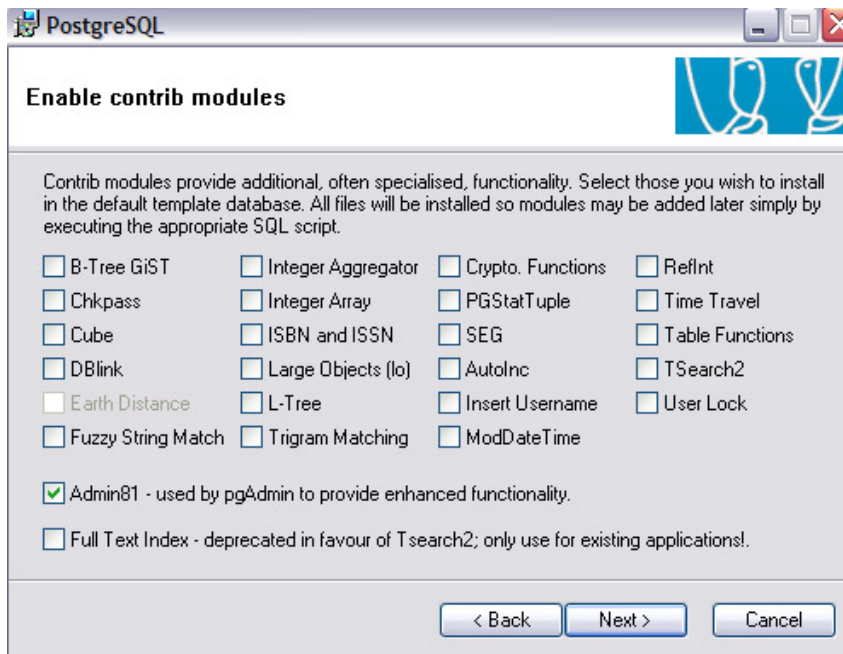 PostgreSQL
Enable contrib modules
Contrib modules provide additional, often specialised, functionality. Select those you wish to install
in the default template database. All files will be installed so modules may be added later simply by
executing the appropriate SQL script.
B-Tree GiST Integer Aggregator Crypto. Functions RefInt
Chkpass Integer Array PGStatTuple Time Travel
Cube ISBN and ISSN SEG Table Functions
DBlink Large Objects (lo) AutoInc TSearch2
Earth Distance L-Tree Insert Username User Lock
Fuzzy String Match Trigram Matching ModDateTime
Admin81 - used by pgAdmin to provide enhanced functionality.
Full Text Index - deprecated in favour of Tsearch2; only use for existing applications!.
< Back Next > Cancel